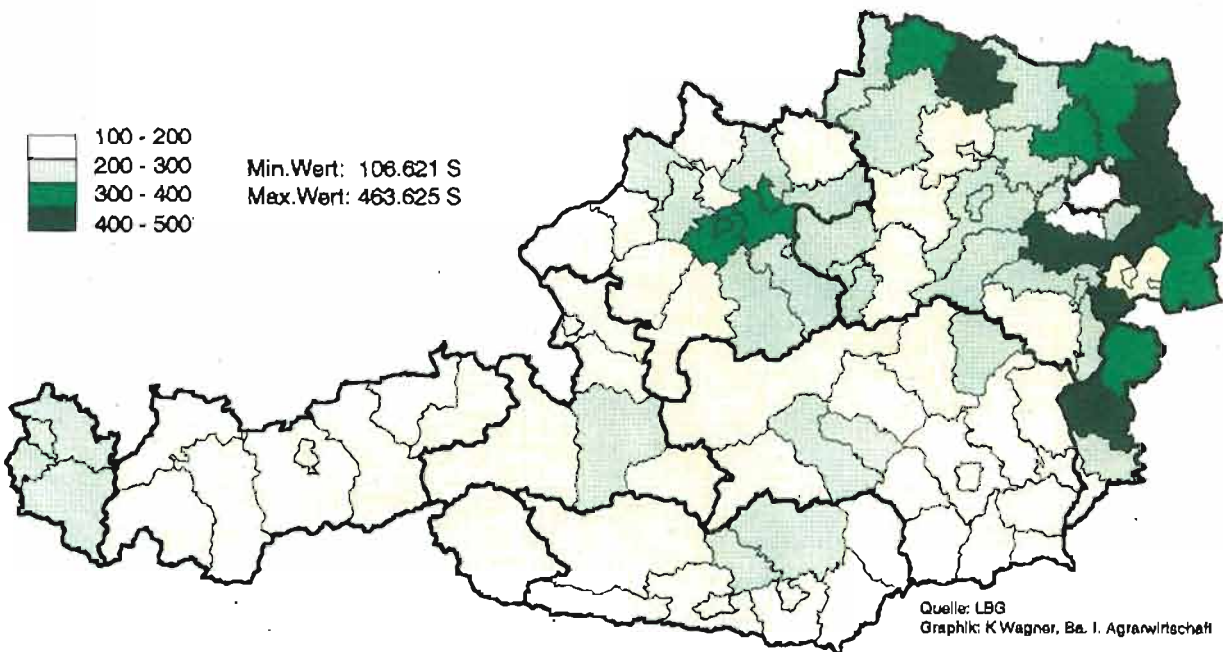 100 - 200
200 - 300
300 - 400
400 - 500
Min.Wert: 106.621 S
Max.Wert: 463.625 S
Quelle: LBG
Graphik: K Wagner, Ba. I. Agrarwirtschaft